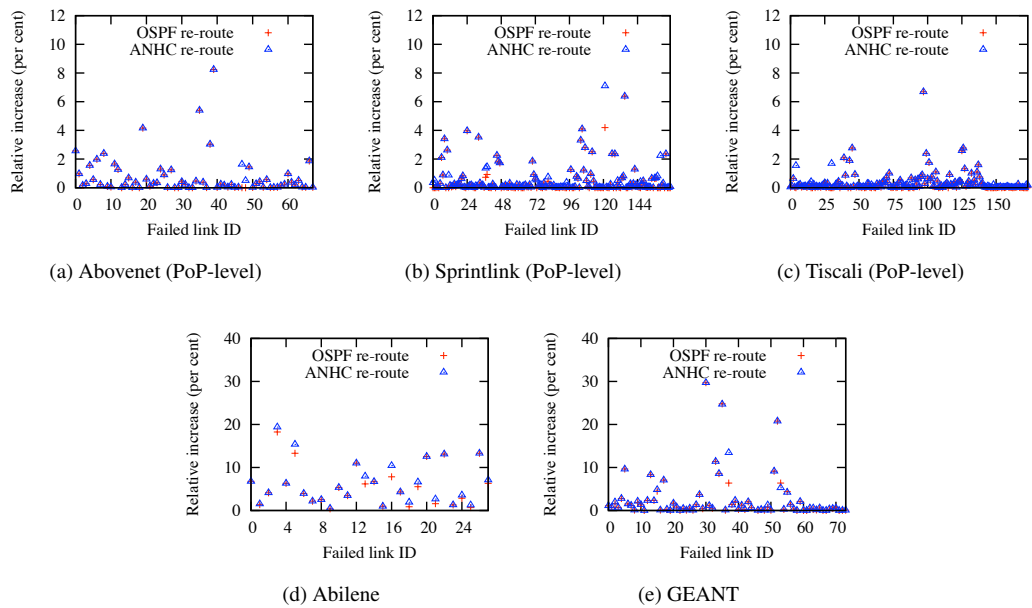 12
10
8
6
4
2
0
Relative increase (per cent)
OSPF re-route
ANHC re-route
0 10 20 30 40 50 60
Failed link ID
(a) Abovenet (PoP-level)
12
10
8
6
4
2
0
Relative increase (per cent)
OSPF re-route
ANHC re-route
0 24 48 72 96 120 144
Failed link ID
(b) Sprintlink (PoP-level)
12
10
8
6
4
2
0
Relative increase (per cent)
OSPF re-route
ANHC re-route
0 25 50 75 100 125 150
Failed link ID
(c) Tiscali (PoP-level)
40
30
20
10
0
Relative increase (per cent)
OSPF re-route
ANHC re-route
0 4 8 12 16 20 24
Failed link ID
(d) Abilene
40
30
20
10
0
Relative increase (per cent)
OSPF re-route
ANHC re-route
0 10 20 30 40 50 60 70
Failed link ID
(e) GEANT